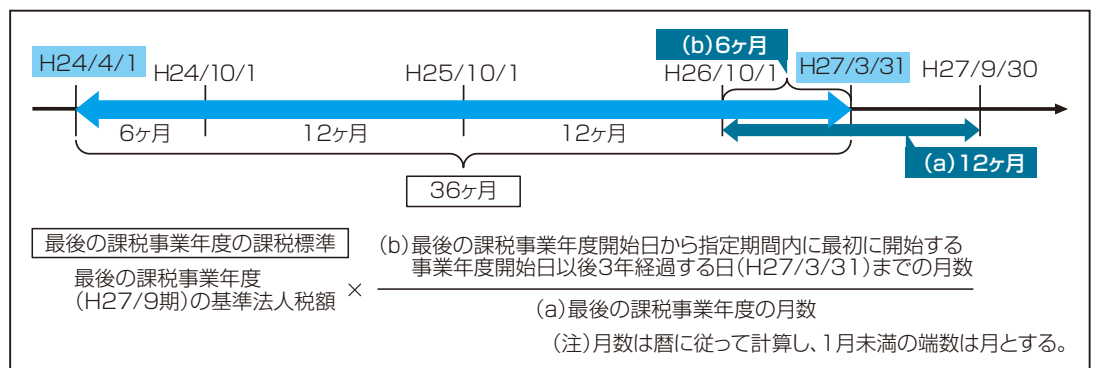 (b)6ヶ月
H24/4/1 H24/10/1 H25/10/1 H26/10/1 H27/3/31 H27/9/30
6ヶ月 12ヶ月 12ヶ月
(a)12ヶ月
36ヶ月
最後の課税事業年度の課税標準
最後の課税事業年度
(H27/9期)の基準法人税額
×
(b)最後の課税事業年度開始日から指定期間内に最初に開始する
事業年度開始日以後3年経過する日(H27/3/31)までの月数
(a)最後の課税事業年度の月数
(注)月数は暦に従って計算し、1月未満の端数は月とする。